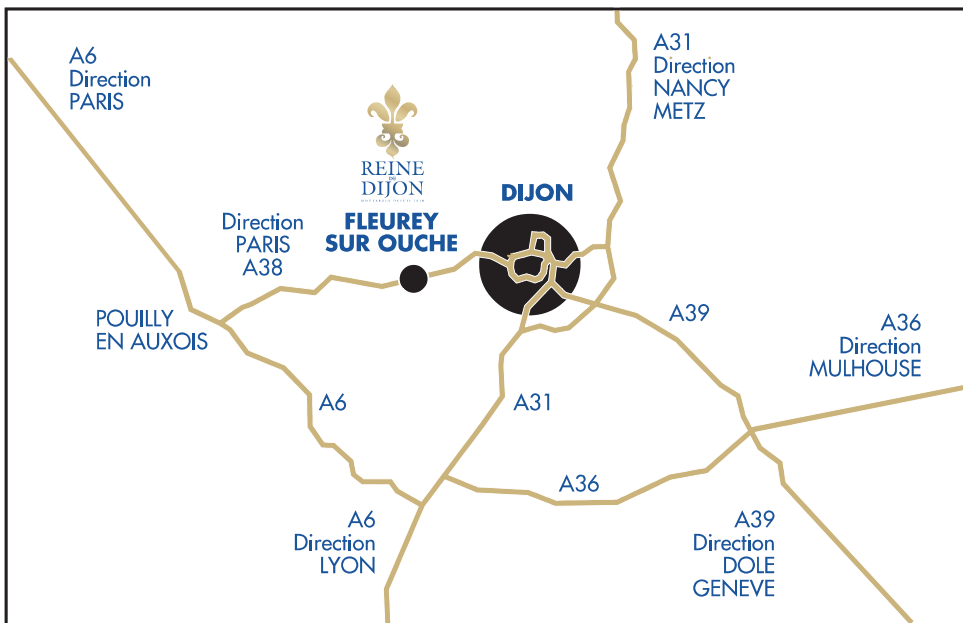 A6
Direction
PARIS
A31
Direction
NANCY
METZ
REINE
DE
DIJON
DIJON
FLEUREY
SUR OUCHE
Direction
PARIS
A38
POUILLY
EN AUXOIS
A39
A36
Direction
MULHOUSE
A6
A31
A36
A6
Direction
LYON
A39
Direction
DOLE
GENEVE